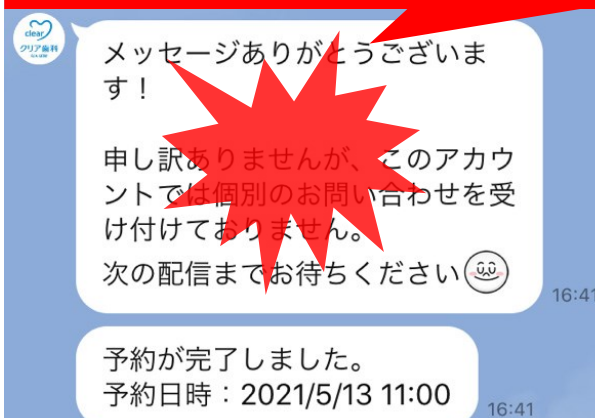 clear
クリア歯科
メッセージありがとうございま
す！
申し訳ありませんが、このアカウ
ントでは個別のお問い合わせを受
け付けておりません。
次の配信までお待ちください
16:41
予約が完了しました。
予約日時：2021/5/13 11:00
16:41